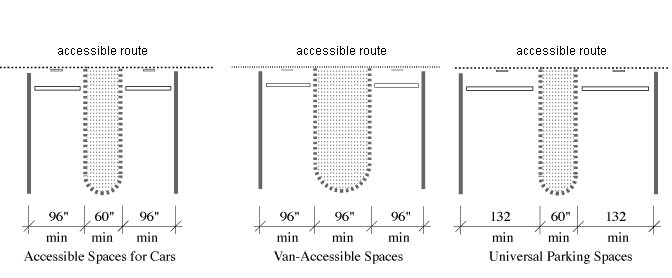 accessible route accessible route accessible route
96" 60" 96" 96" 96" 96" 132 60" 132
min min min min min min min min min
Accessible Spaces for Cars Van-Accessible Spaces Universal Parking Spaces